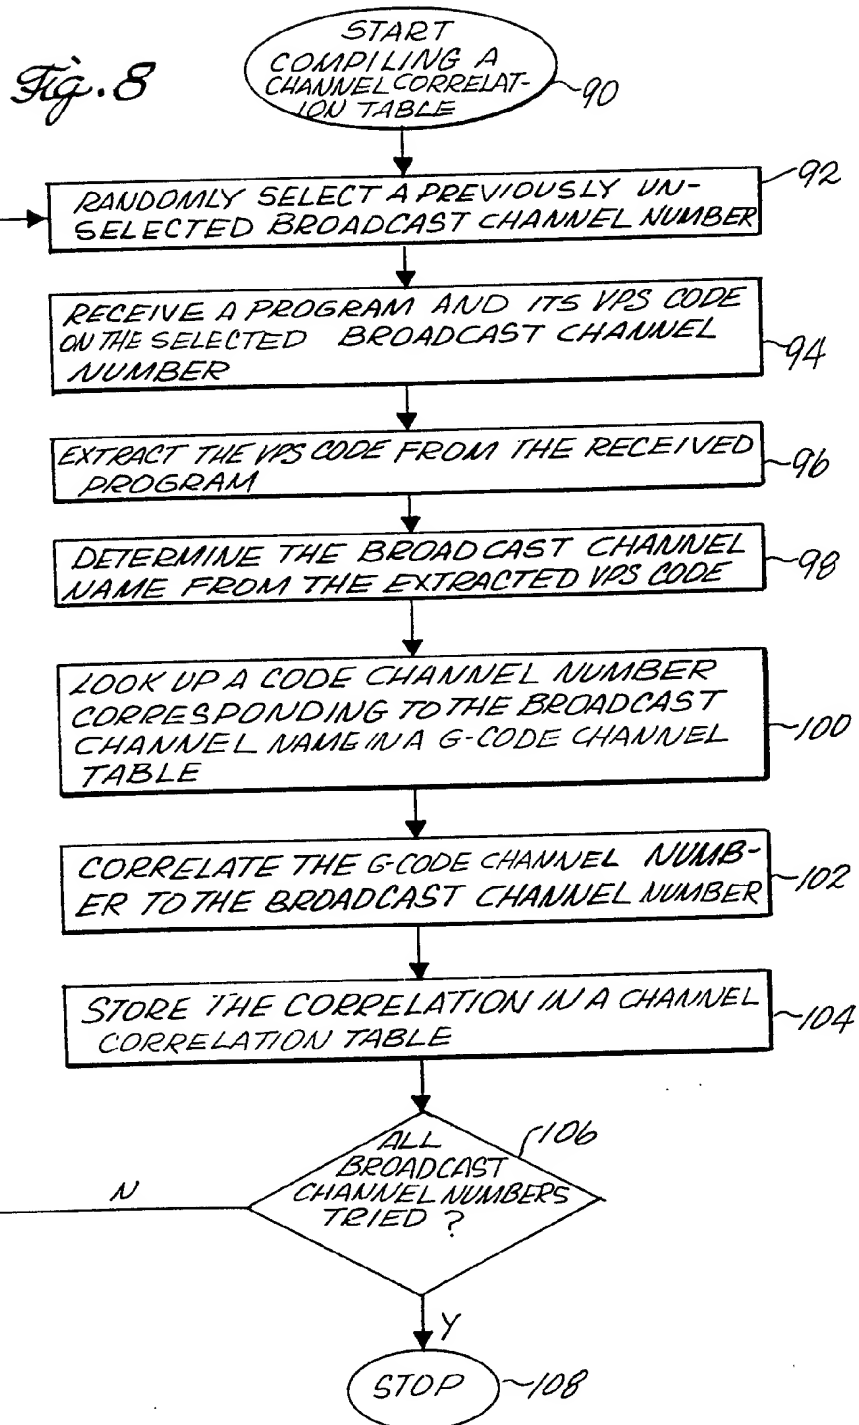 Fig. 8
START
COMPILING A
CHANNEL CORRELAT-
ION TABLE
90
RANDOMLY SELECT A PREVIOUSLY UN-
SELECTED BROADCAST CHANNEL NUMBER
92
RECEIVE A PROGRAM AND ITS VPS CODE
ON THE SELECTED BROADCAST CHANNEL
NUMBER
94
EXTRACT THE VPS CODE FROM THE RECEIVED
PROGRAM
96
DETERMINE THE BROADCAST CHANNEL
NAME FROM THE EXTRACTED VPS CODE
98
LOOK UP A CODE CHANNEL NUMBER
CORRESPONDING TO THE BROADCAST
CHANNEL NAME IN A G-CODE CHANNEL
TABLE
100
CORRELATE THE G-CODE CHANNEL NUMB-
ER TO THE BROADCAST CHANNEL NUMBER
102
STORE THE CORRELATION IN A CHANNEL
CORRELATION TABLE
104
ALL
BROADCAST
CHANNEL NUMBERS
TRIED ?
106
N
Y
STOP
108